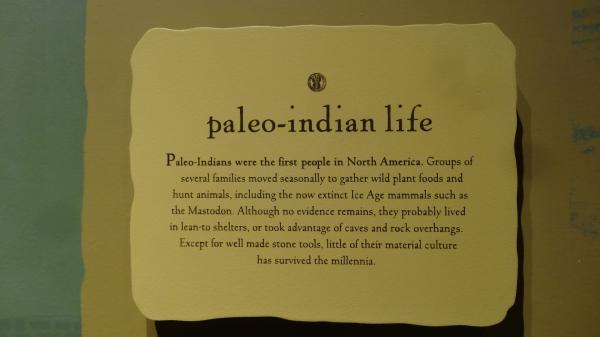 paleo-indian life
Paleo-Indians were the first people in North America. Groups of
several families moved seasonally to gather wild plant foods and
hunt animals, including the now extinct Ice Age mammals such as
the Mastodon. Although no evidence remains, they probably lived
in lean-to shelters, or took advantage of caves and rock overhangs.
Except for well made stone tools, little of their material culture
has survived the millennia.